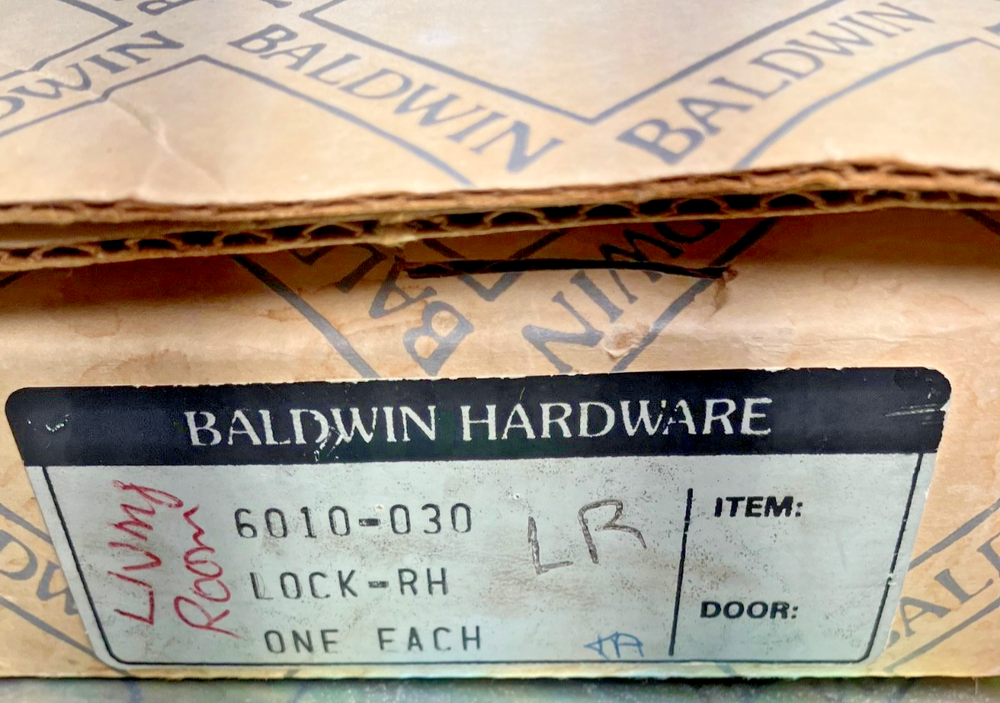 BALDWIN BALDWIN BALDWIN
BALDWIN
BALDWIN HARDWARE
Living Room
6010-030
LOCK-RH
ONE EACH
LR
ITEM:
DOOR: